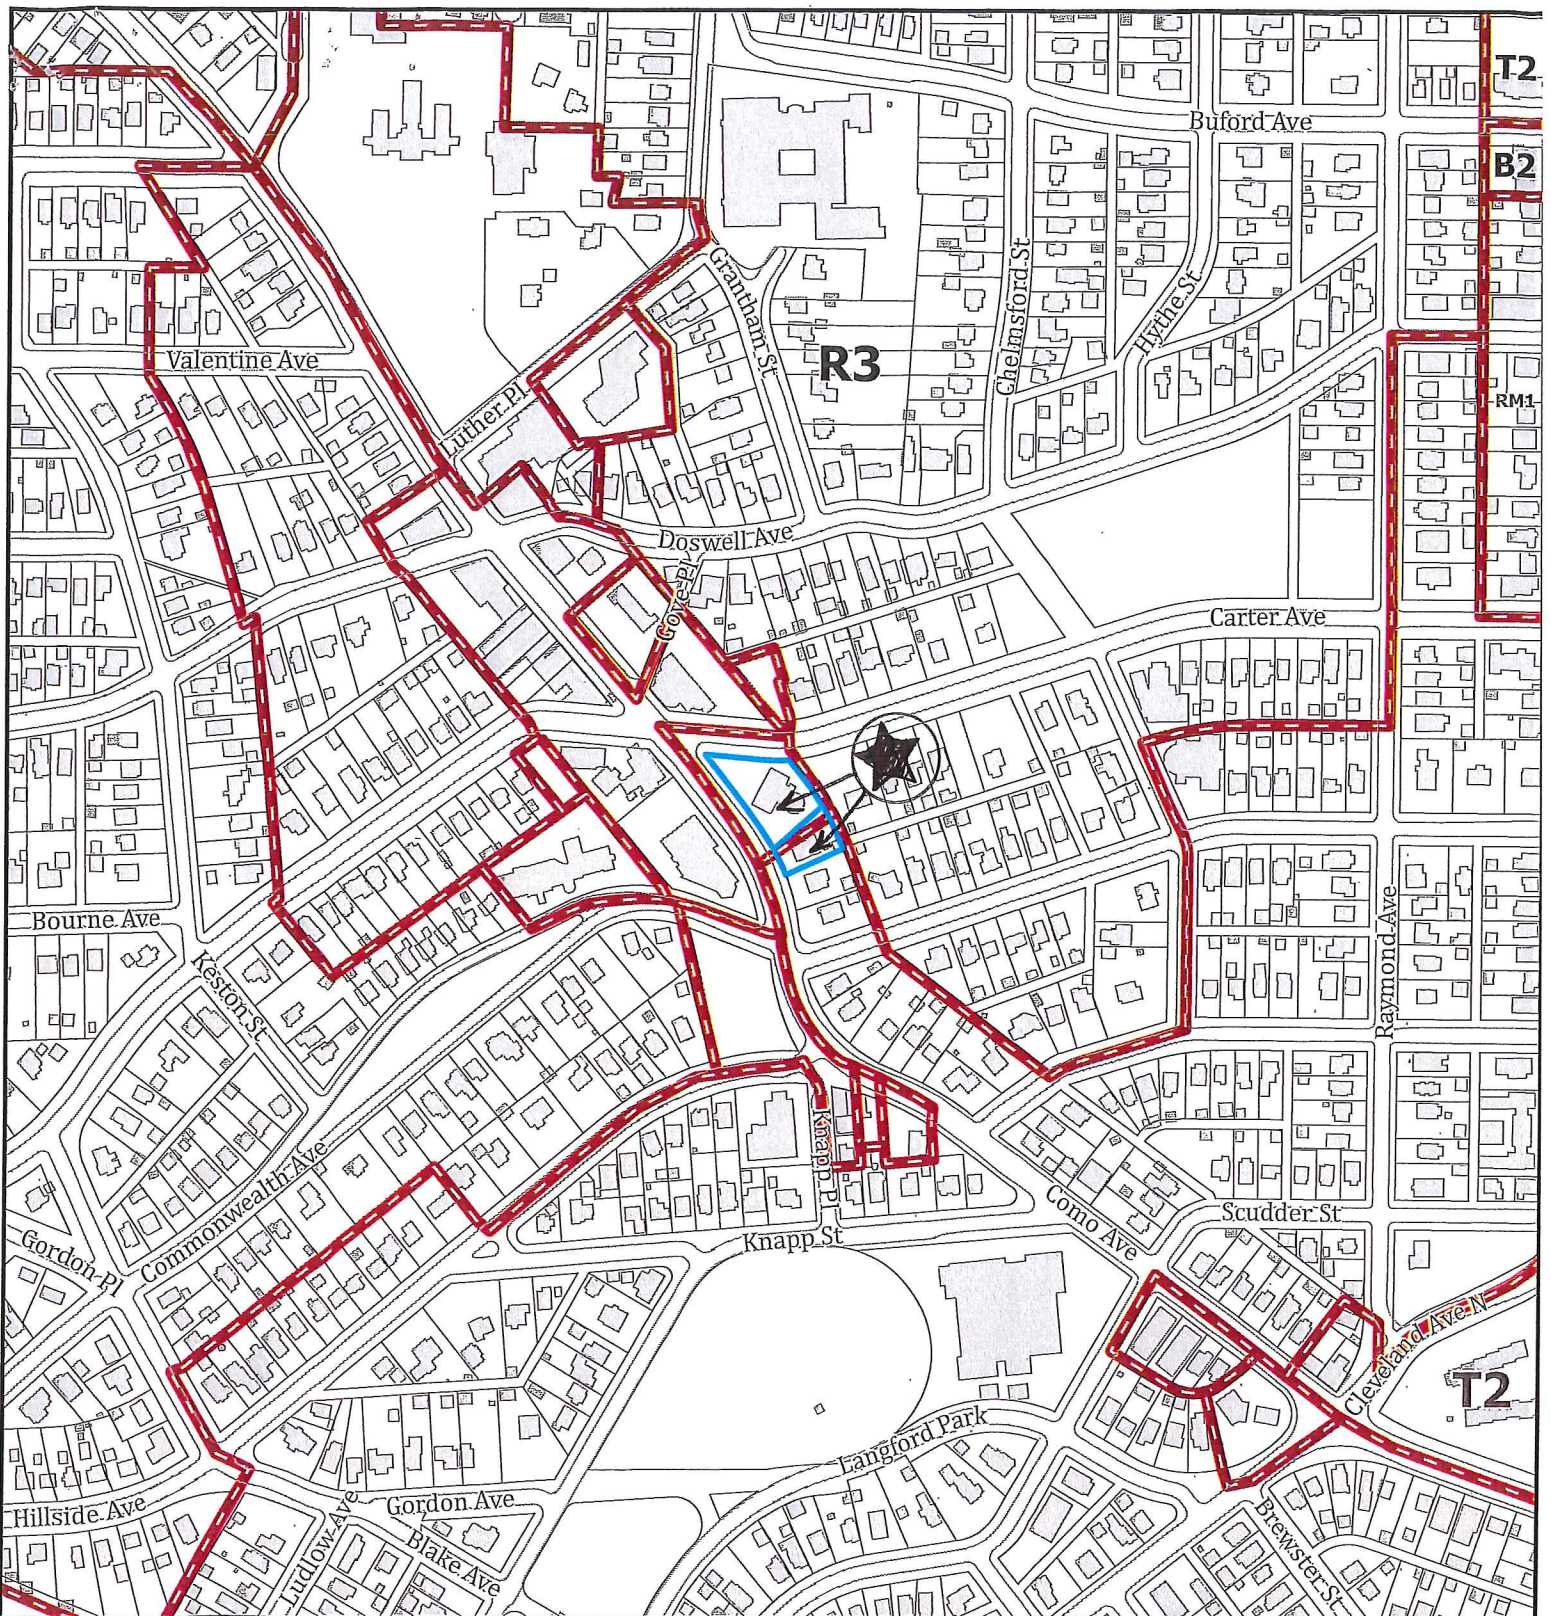 T2
Buford Ave
B2
Grantham St
Chelmsford St
Hythe St
Valentine Ave
R3
Luther Pl
RM1
Doswell Ave
Gove Pl
Carter Ave
Bourne Ave
Raymond Ave
Keston St
Knapp Pl
Commonwealth Ave
Como Ave
Scudder St
Gordon Pl
Knapp St
Cleveland Ave N
T2
Langford Park
Hillside Ave
Gordon Ave
Ludlow Ave
Blake Ave
Brewster St